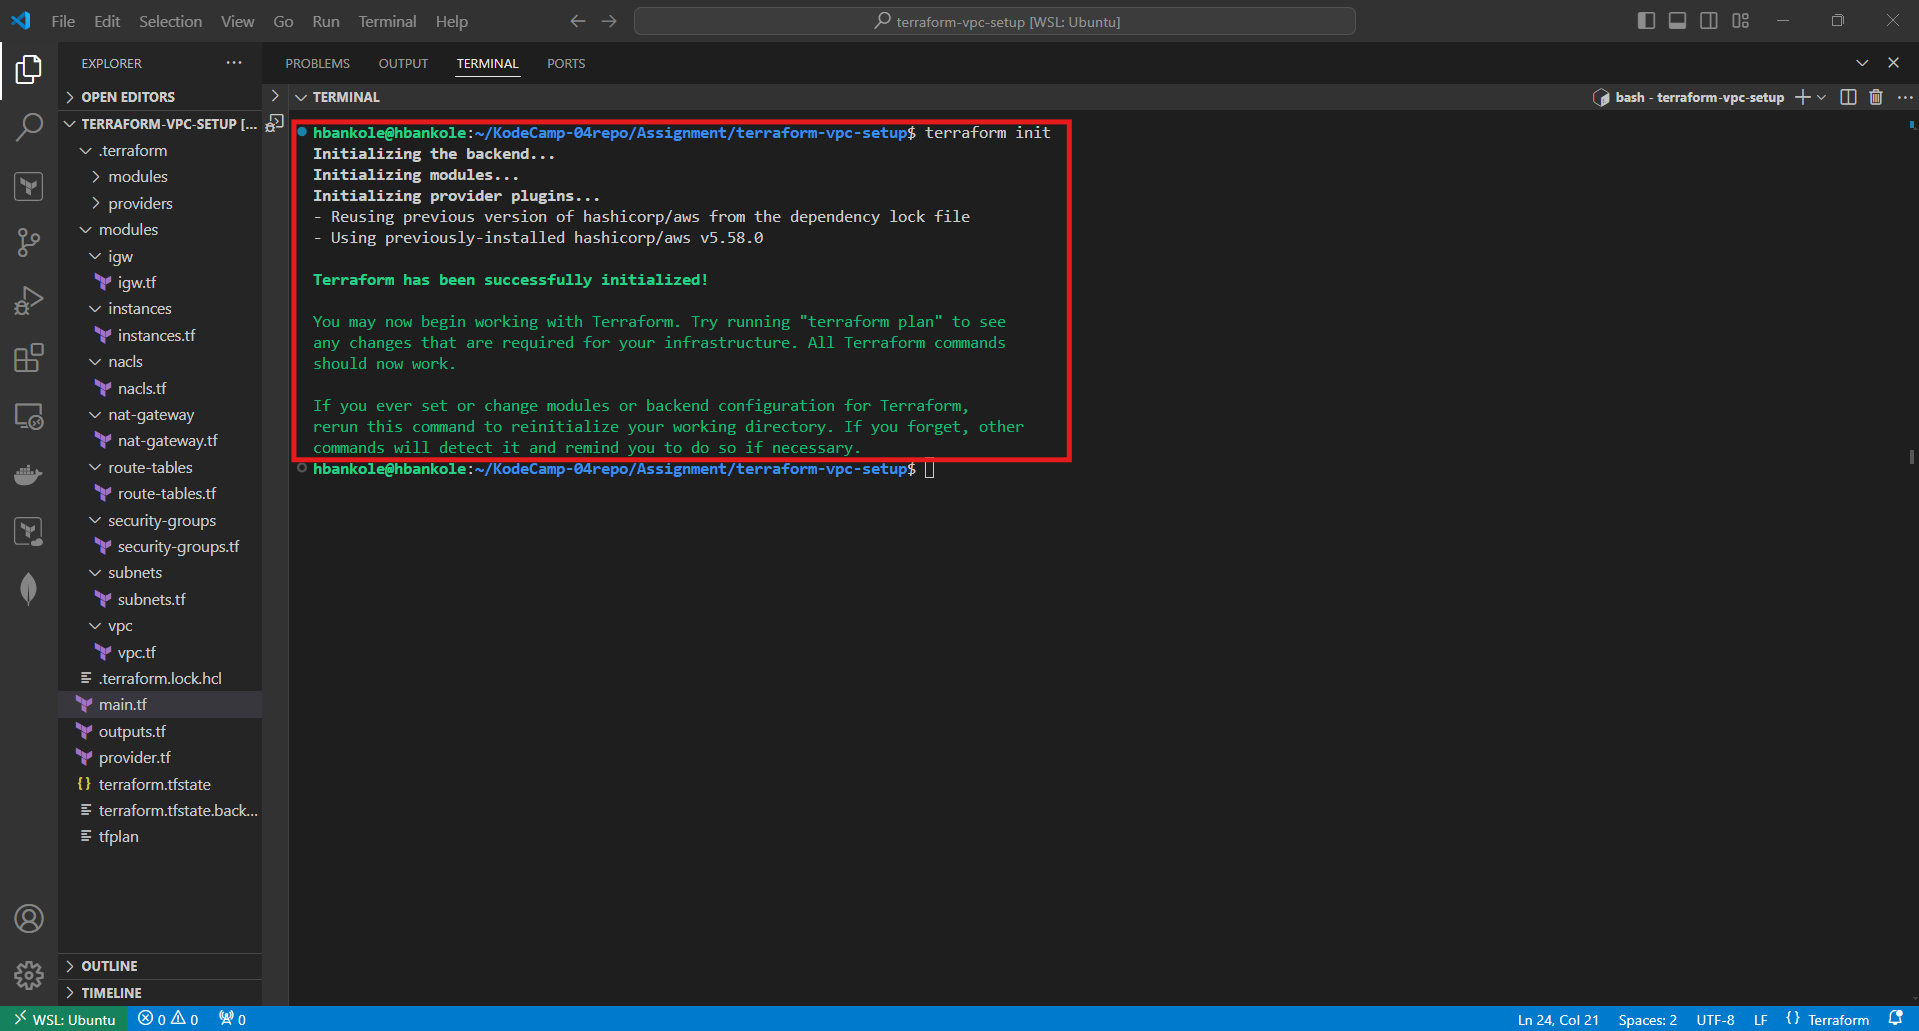 File Edit Selection View Go Run Terminal Help
terraform-vpc-setup [WSL: Ubuntu]
EXPLORER
OPEN EDITORS
TERRAFORM-VPC-SETUP [...
.terraform
modules
providers
modules
igw
igw.tf
instances
instances.tf
nacls
nacls.tf
nat-gateway
nat-gateway.tf
route-tables
route-tables.tf
security-groups
security-groups.tf
subnets
subnets.tf
vpc
vpc.tf
.terraform.lock.hcl
main.tf
outputs.tf
provider.tf
terraform.tfstate
terraform.tfstate.back...
tfplan
OUTLINE
TIMELINE
PROBLEMS OUTPUT TERMINAL PORTS
TERMINAL
bash - terraform-vpc-setup
hbankole@hbankole:~/KodeCamp-04repo/Assignment/terraform-vpc-setup$ terraform init
Initializing the backend...
Initializing modules...
Initializing provider plugins...
- Reusing previous version of hashicorp/aws from the dependency lock file
- Using previously-installed hashicorp/aws v5.58.0
Terraform has been successfully initialized!
You may now begin working with Terraform. Try running "terraform plan" to see
any changes that are required for your infrastructure. All Terraform commands
should now work.
If you ever set or change modules or backend configuration for Terraform,
rerun this command to reinitialize your working directory. If you forget, other
commands will detect it and remind you to do so if necessary.
hbankole@hbankole:~/KodeCamp-04repo/Assignment/terraform-vpc-setup$
WSL: Ubuntu 0 0 0 Ln 24, Col 21 Spaces: 2 UTF-8 LF {} Terraform